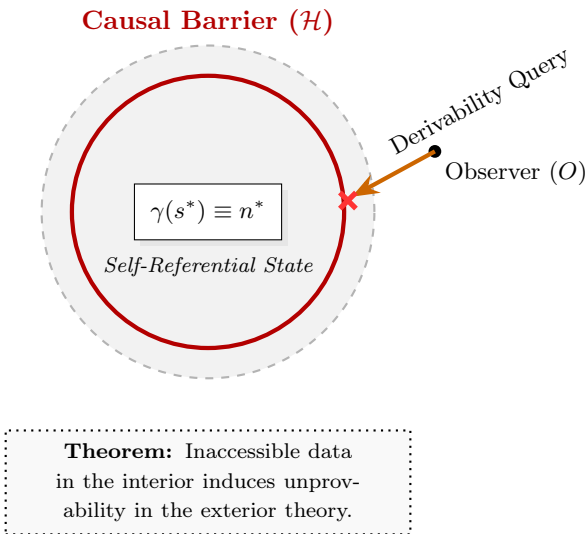 Causal Barrier (ℋ)
Derivability Query
Observer (O)
γ(s*) ≡ n*
Self-Referential State
Theorem: Inaccessible data
in the interior induces unprov-
ability in the exterior theory.